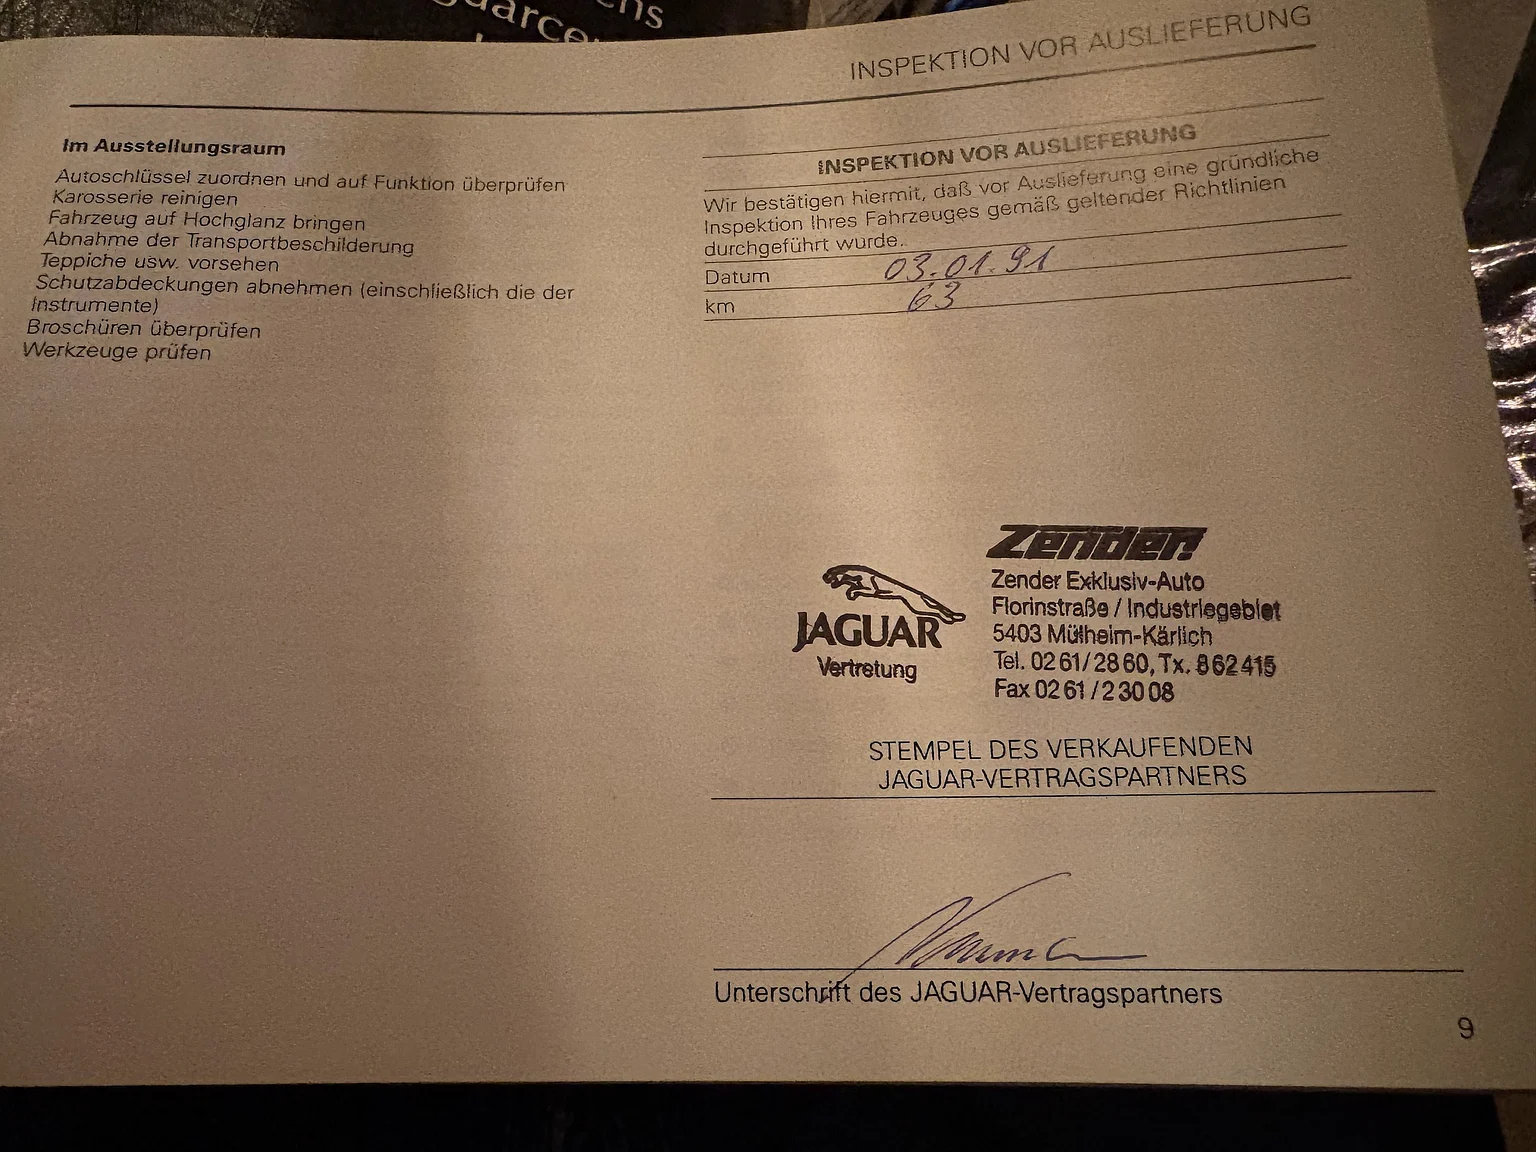 INSPEKTION VOR AUSLIEFERUNG
Im Ausstellungsraum
Autoschlüssel zuordnen und auf Funktion überprüfen
Karosserie reinigen
Fahrzeug auf Hochglanz bringen
Abnahme der Transportbeschilderung
Teppiche usw. vorsehen
Schutzabdeckungen abnehmen (einschließlich die der
Instrumente)
Broschüren überprüfen
Werkzeuge prüfen
INSPEKTION VOR AUSLIEFERUNG
Wir bestätigen hiermit, daß vor Auslieferung eine gründliche
Inspektion Ihres Fahrzeuges gemäß geltender Richtlinien
durchgeführt wurde.
Datum 03.01.91
km 63
JAGUAR
Vertretung
Zender
Zender Exklusiv-Auto
Florinstraße / Industriegebiet
5403 Mülheim-Kärlich
Tel. 02 61/28 60, Tx. 862 415
Fax 02 61/2 30 08
STEMPEL DES VERKAUFENDEN
JAGUAR-VERTRAGSPARTNERS
Unterschrift des JAGUAR-Vertragspartners
9